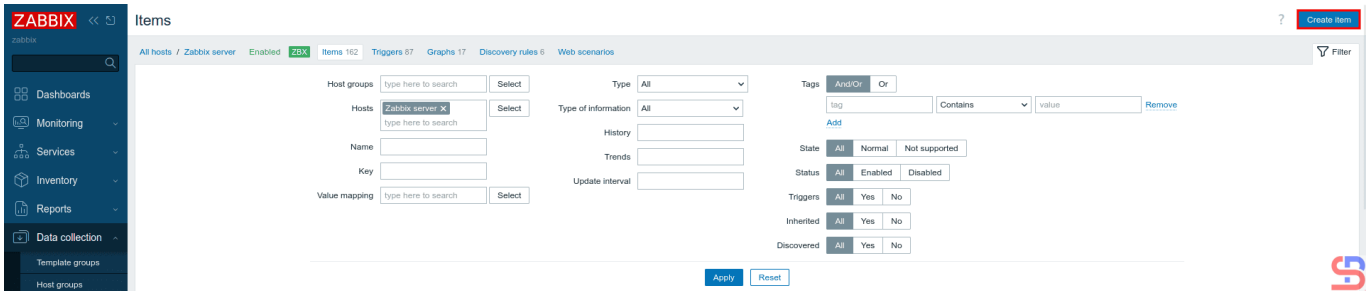 ZABBIX
Items
?
Create item
zabbix
All hosts / Zabbix server Enabled ZBX Items 162 Triggers 87 Graphs 17 Discovery rules 6 Web scenarios
Filter
Dashboards
Monitoring
Services
Inventory
Reports
Data collection
Template groups
Host groups
Host groups type here to search Select
Hosts Zabbix server × Select
type here to search
Name
Key
Value mapping type here to search Select
Type All
Type of information All
History
Trends
Update interval
Tags And/Or Or
tag Contains value Remove
Add
State All Normal Not supported
Status All Enabled Disabled
Triggers All Yes No
Inherited All Yes No
Discovered All Yes No
Apply Reset